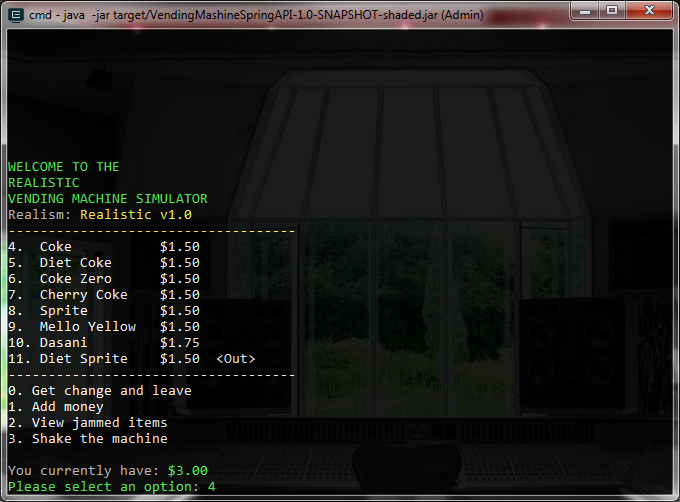 cmd - java -jar target/VendingMashineSpringAPI-1.0-SNAPSHOT-shaded.jar (Admin)
WELCOME TO THE
REALISTIC
VENDING MACHINE SIMULATOR
Realism: Realistic v1.0
------------------------------------
4.  Coke           $1.50
5.  Diet Coke      $1.50
6.  Coke Zero      $1.50
7.  Cherry Coke    $1.50
8.  Sprite         $1.50
9.  Mello Yellow   $1.50
10. Dasani         $1.75
11. Diet Sprite    $1.50  <Out>
------------------------------------
0. Get change and leave
1. Add money
2. View jammed items
3. Shake the machine
You currently have: $3.00
Please select an option: 4